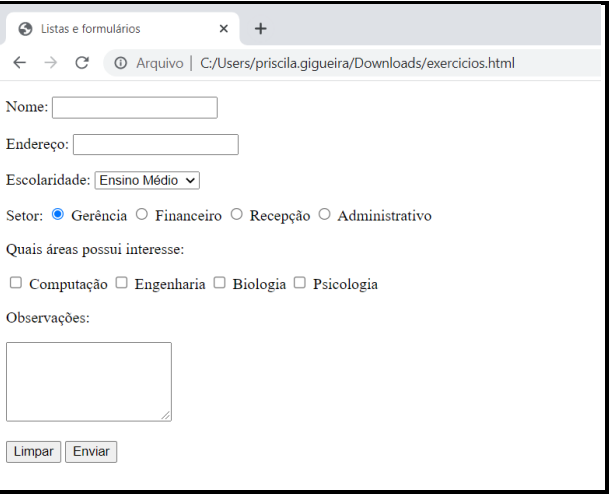 Listas e formulários
Arquivo | C:/Users/priscila.gigueira/Downloads/exercicios.html
Nome:
Endereço:
Escolaridade: Ensino Médio
Setor: Gerência Financeiro Recepção Administrativo
Quais áreas possui interesse:
Computação Engenharia Biologia Psicologia
Observações:
Limpar Enviar